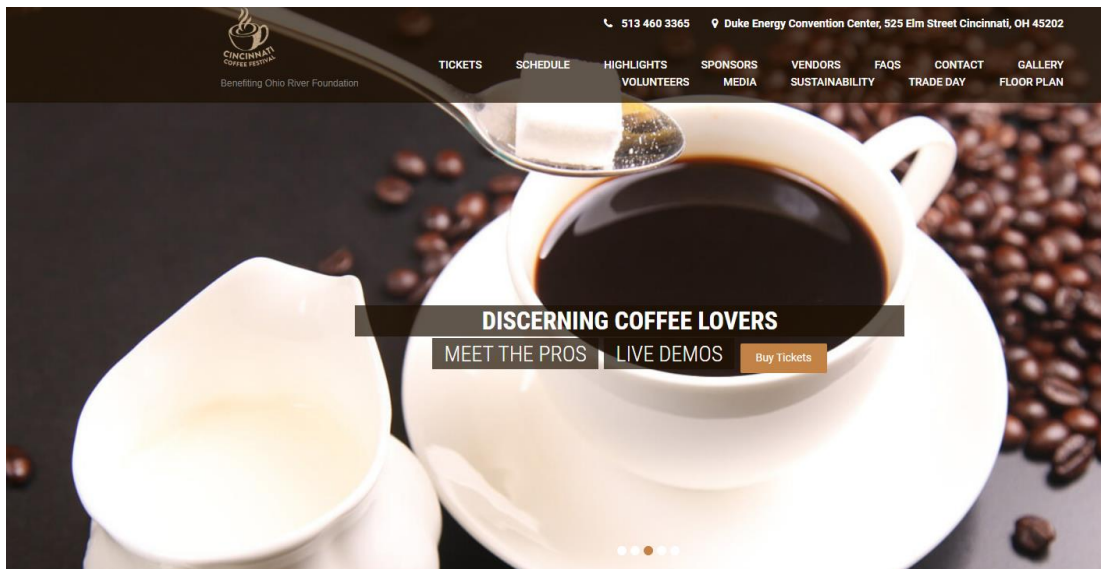 513 460 3365 Duke Energy Convention Center, 525 Elm Street Cincinnati, OH 45202
CINCINNATI
COFFEE FESTIVAL
Benefiting Ohio River Foundation
TICKETS SCHEDULE HIGHLIGHTS SPONSORS VENDORS FAQS CONTACT GALLERY
VOLUNTEERS MEDIA SUSTAINABILITY TRADE DAY FLOOR PLAN
DISCERNING COFFEE LOVERS
MEET THE PROS LIVE DEMOS Buy Tickets